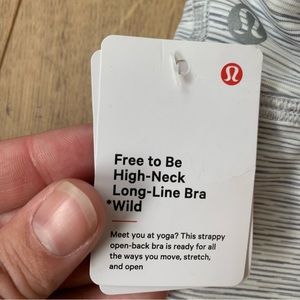 Free to Be
High-Neck
Long-Line Bra
*Wild
Meet you at yoga? This strappy
open-back bra is ready for all
the ways you move, stretch,
and open